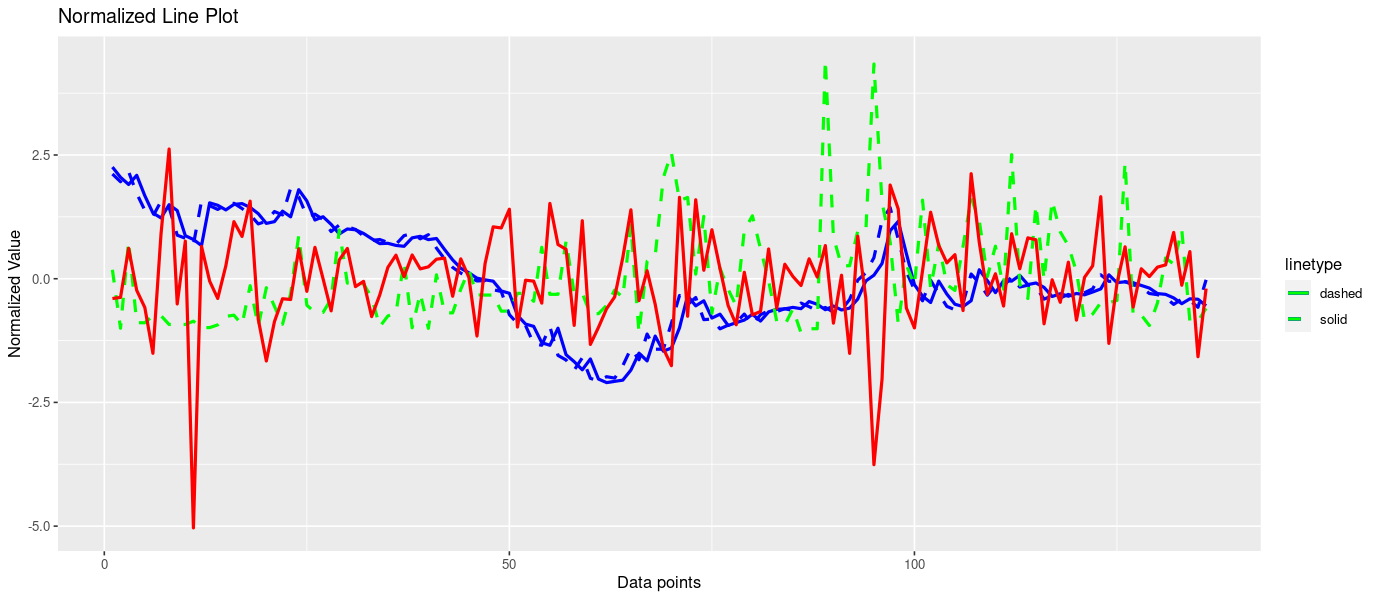 Normalized Line Plot
Normalized Value
2.5
0.0
-2.5
-5.0
0
50
100
Data points
linetype
dashed
solid